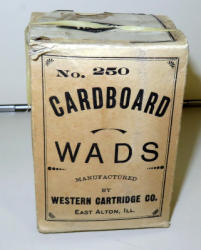 No. 250
CARDBOARD
WADS
MANUFACTURED
BY
WESTERN CARTRIDGE CO.
EAST ALTON, ILL.